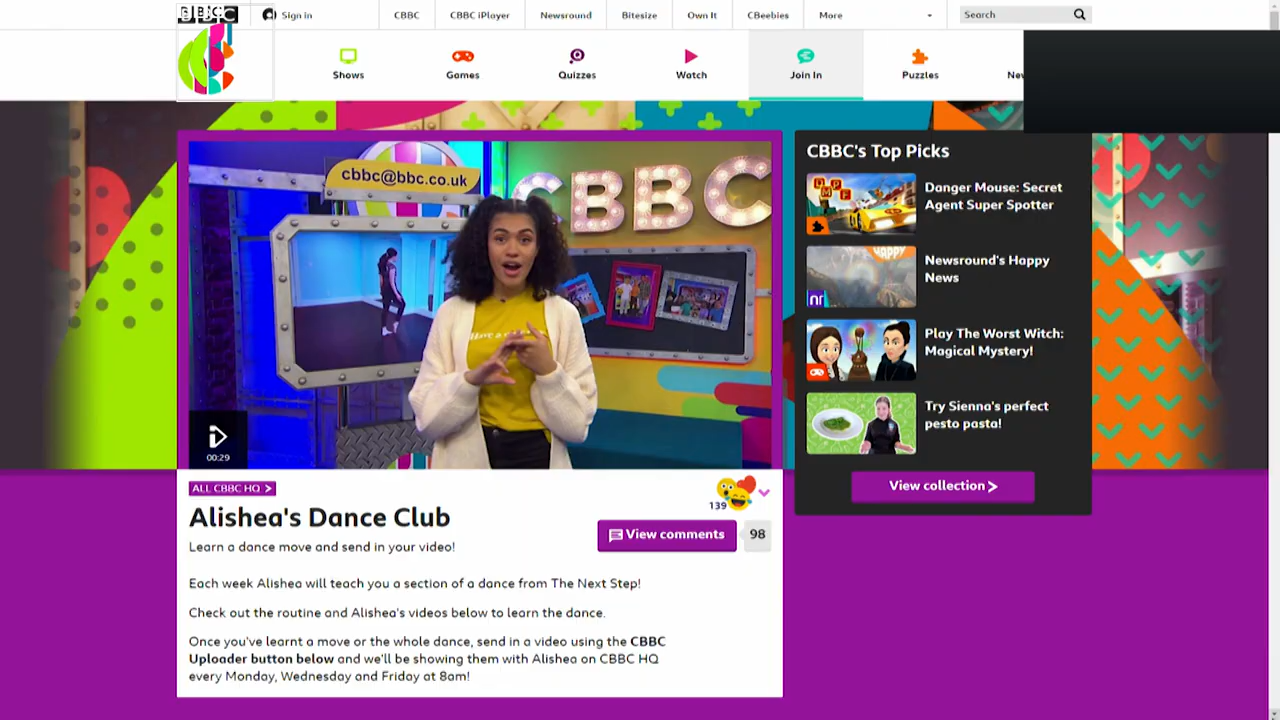 BBC
Sign in
CBBC
CBBC iPlayer
Newsround
Bitesize
Own It
CBeebies
More
Search
Shows
Games
Quizzes
Watch
Join In
Puzzles
cbbc@bbc.co.uk
CBBC
00:29
CBBC's Top Picks
Danger Mouse: Secret
Agent Super Spotter
HAPPY
nr
Newsround's Happy
News
Play The Worst Witch:
Magical Mystery!
Try Sienna's perfect
pesto pasta!
View collection
ALL CBBC HQ >
139
Alishea's Dance Club
View comments
98
Learn a dance move and send in your video!
Each week Alishea will teach you a section of a dance from The Next Step!
Check out the routine and Alishea's videos below to learn the dance.
Once you've learnt a move or the whole dance, send in a video using the CBBC
Uploader button below and we'll be showing them with Alishea on CBBC HQ
every Monday, Wednesday and Friday at 8am!